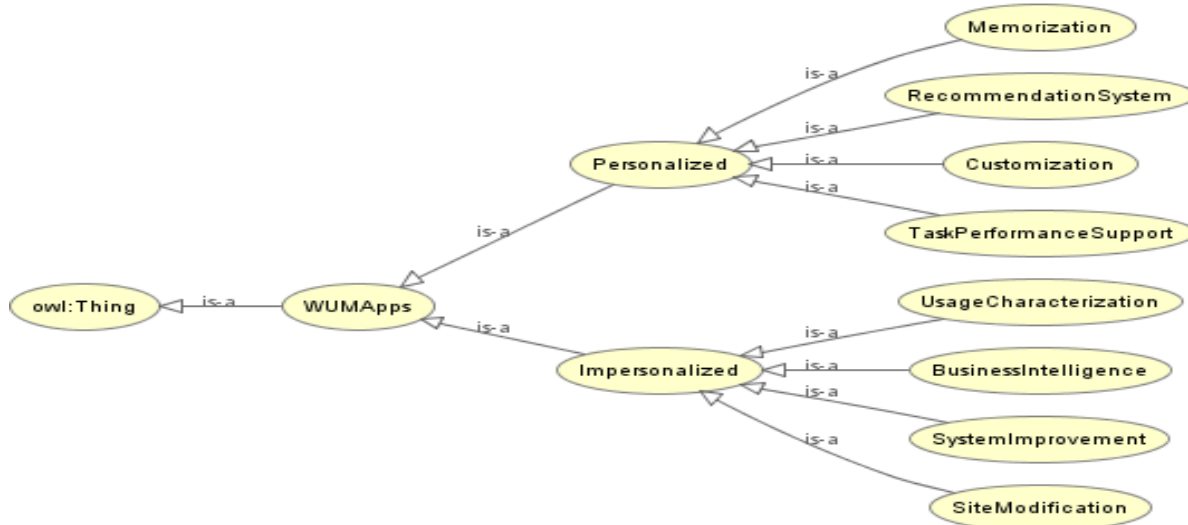 Memorization
is-a
RecommendationSystem
is-a
Personalized
is-a
Customization
is-a
TaskPerformanceSupport
is-a
owl:Thing
is-a
WUMApps
UsageCharacterization
is-a
is-a
Impersonalized
is-a
BusinessIntelligence
is-a
SystemImprovement
is-a
SiteModification